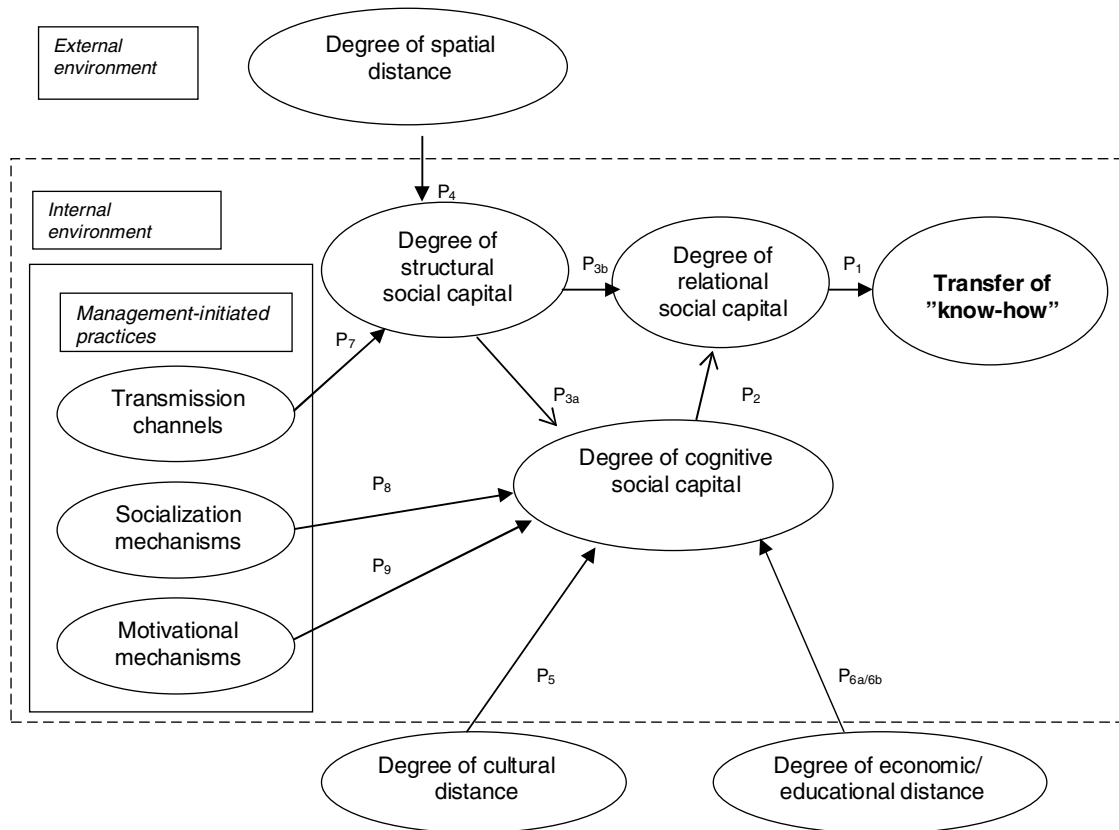 External
environment
Degree of spatial
distance
P4
Internal
environment
Degree of
structural
social capital
P3b
Degree of
relational
social capital
P1
Transfer of
”know-how”
Management-initiated
practices
P7
Transmission
channels
P3a
P2
Degree of cognitive
social capital
P8
Socialization
mechanisms
P9
Motivational
mechanisms
P5
P6a/6b
Degree of cultural
distance
Degree of economic/
educational distance